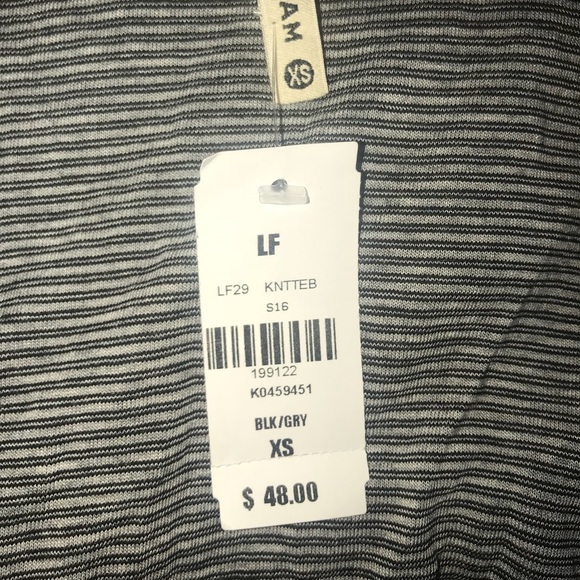 AM XS
LF
LF29 KNTTEB
S16
199122
K0459451
BLK/GRY
XS
$ 48.00